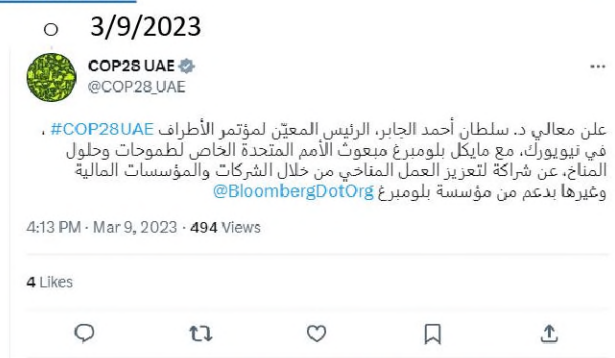 o 3/9/2023
COP28 UAE
@COP28_UAE
علن معالي د. سلطان أحمد الجابر، الرئيس المعيّن لمؤتمر الأطراف #COP28UAE ،
في نيويورك، مع مايكل بلومبرغ مبعوث الأمم المتحدة الخاص لطموحات وحلول
المناخ، عن شراكة لتعزيز العمل المناخي من خلال الشركات والمؤسسات المالية
وغيرها بدعم من مؤسسة بلومبرغ @BloombergDotOrg
4:13 PM · Mar 9, 2023 · 494 Views
4 Likes